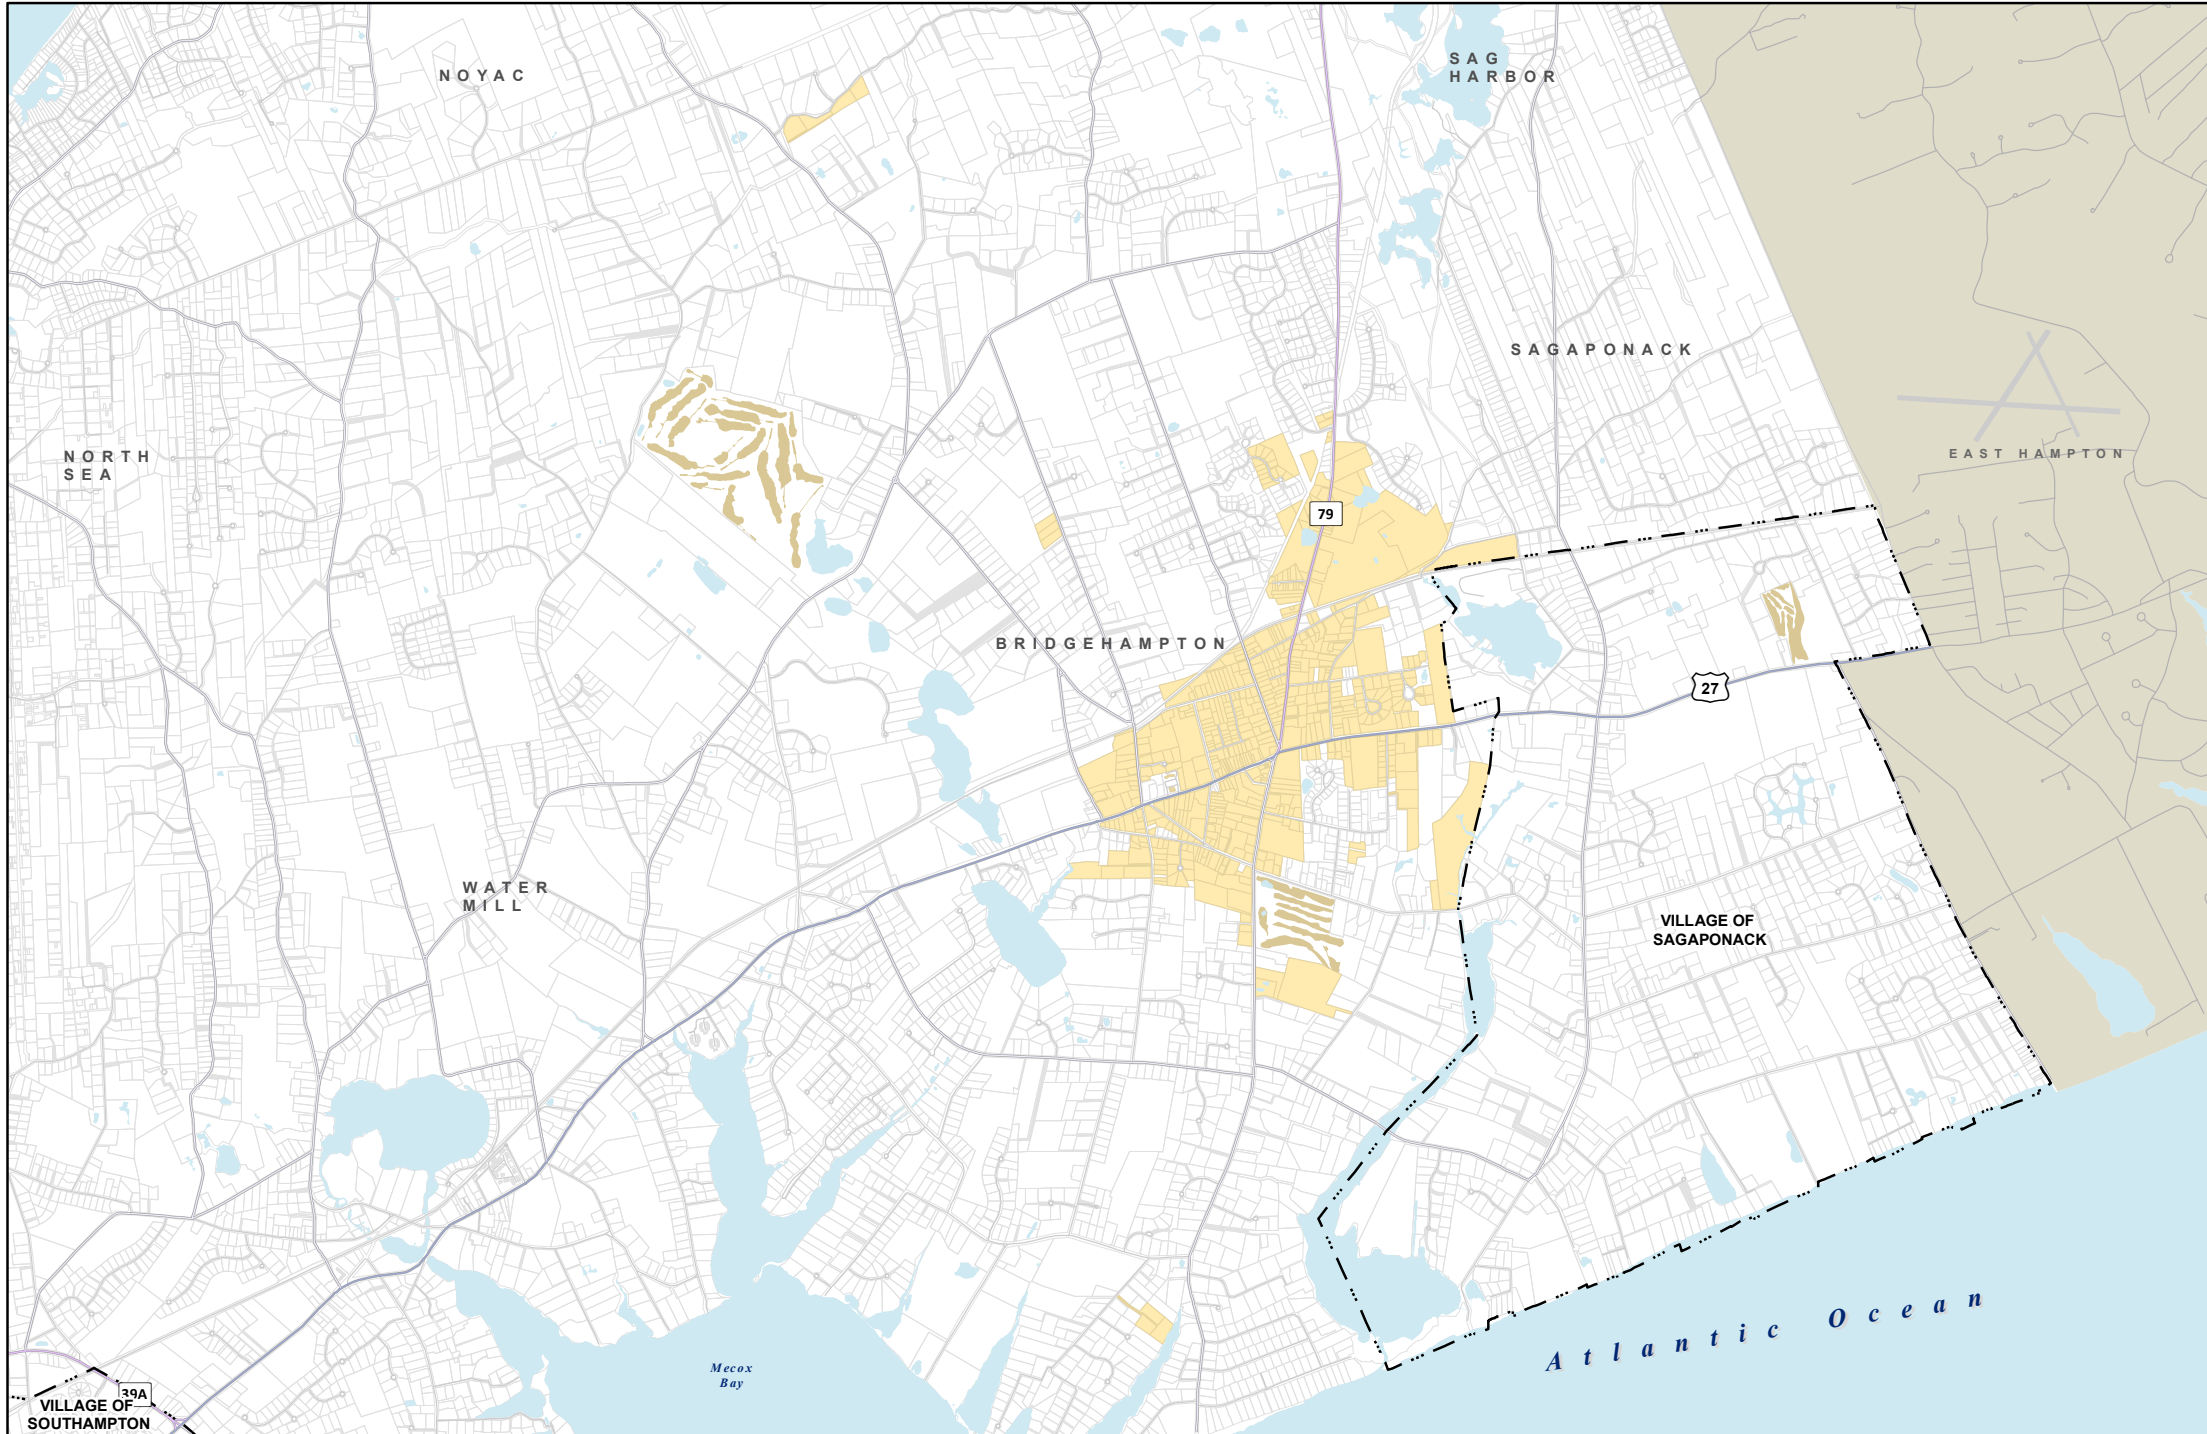 NOYAC
SAG
HARBOR
SAGAPONACK
EAST HAMPTON
NORTH
SEA
79
BRIDGEHAMPTON
27
WATER
MILL
VILLAGE OF
SAGAPONACK
Atlantic Ocean
Mecox
Bay
39A
VILLAGE OF
SOUTHAMPTON